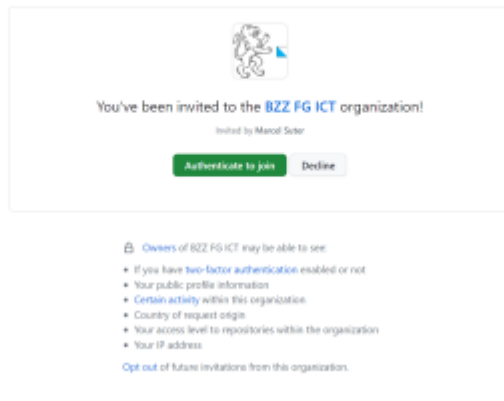 You've been invited to the BZZ FG ICT organization!
Invited by Marcel Suter
Authenticate to join Decline
Owners of BZZ FG ICT may be able to see:
• If you have two-factor authentication enabled or not
• Your public profile information
• Certain activity within this organization
• Country of request origin
• Your access level to repositories within the organization
• Your IP address
Opt out of future invitations from this organization.